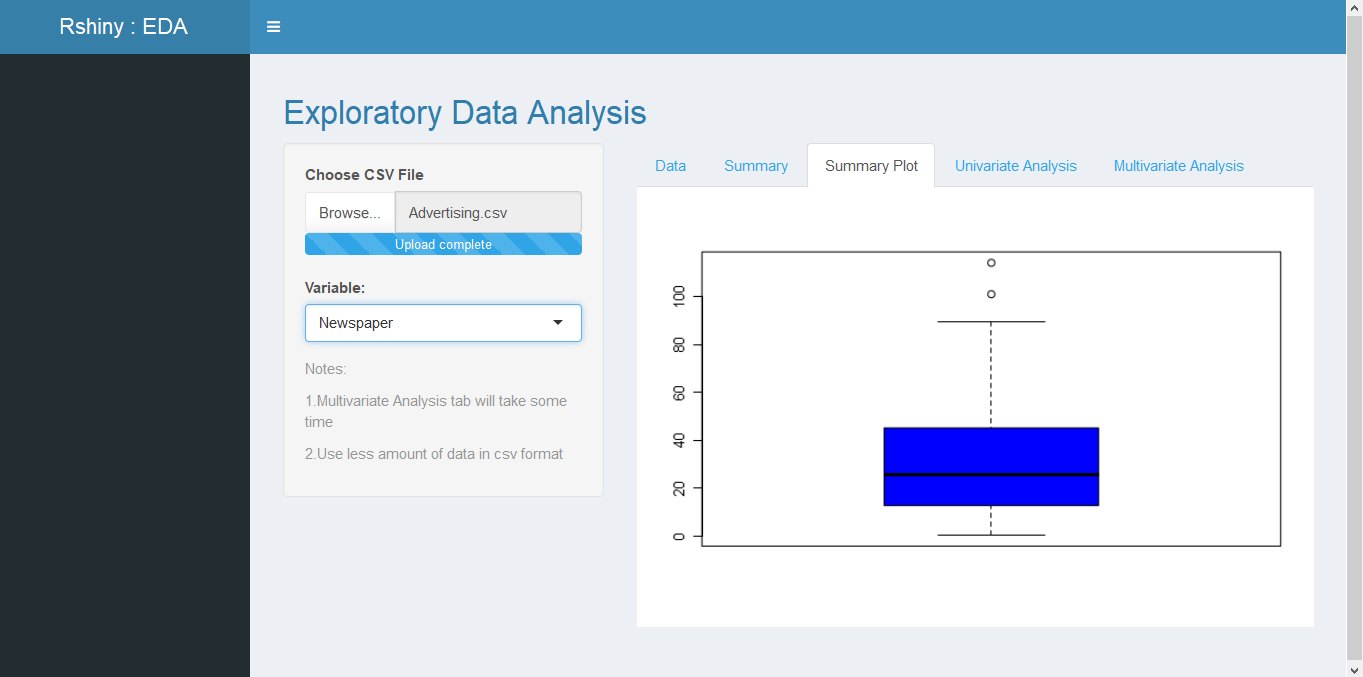 Rshiny : EDA
Exploratory Data Analysis
Choose CSV File
Browse... Advertising.csv
Upload complete
Variable:
Newspaper
Notes:
1.Multivariate Analysis tab will take some
time
2.Use less amount of data in csv format
Data Summary Summary Plot Univariate Analysis Multivariate Analysis
100
80
60
40
20
0